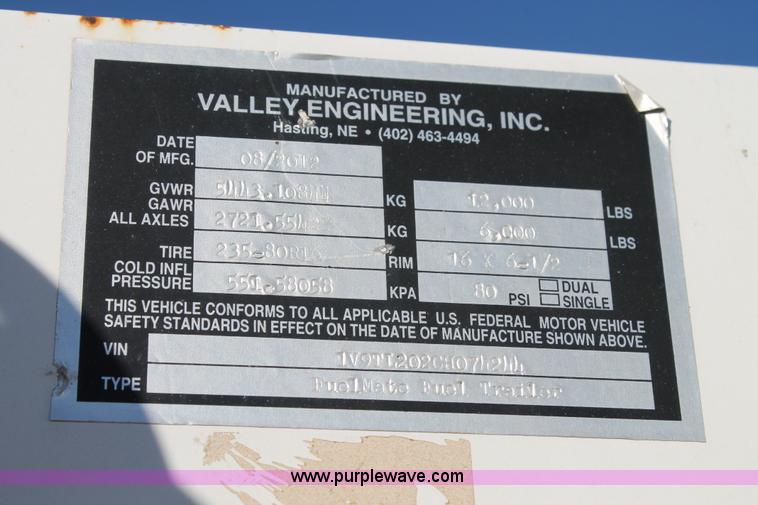 MANUFACTURED BY
VALLEY ENGINEERING, INC.
Hasting, NE • (402) 463-4494
DATE OF MFG. 08/2012
GVWR KG 12,000 LBS
GAWR ALL AXLES KG 6,000 LBS
TIRE 235-80R16 RIM 16 X 6-1/2
COLD INFL PRESSURE 551.58058 KPA 80 PSI DUAL SINGLE
THIS VEHICLE CONFORMS TO ALL APPLICABLE U.S. FEDERAL MOTOR VEHICLE
SAFETY STANDARDS IN EFFECT ON THE DATE OF MANUFACTURE SHOWN ABOVE.
VIN
TYPE FuelMate Fuel Trailer
www.purplewave.com